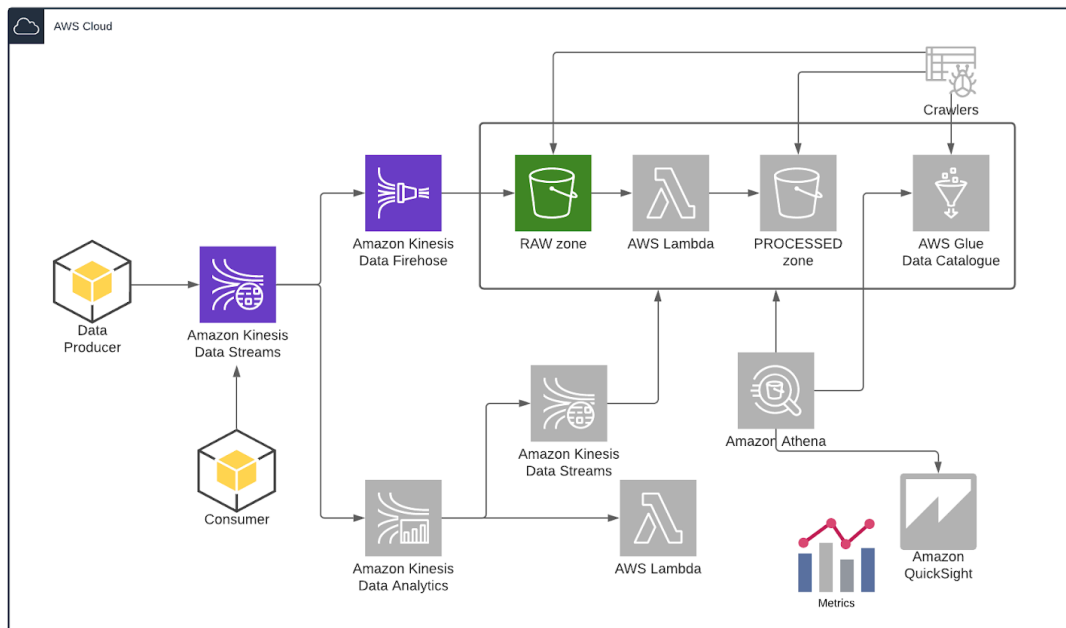 AWS Cloud
Crawlers
Amazon Kinesis
Data Firehose
RAW zone
AWS Lambda
PROCESSED
zone
AWS Glue
Data Catalogue
Data
Producer
Amazon Kinesis
Data Streams
Amazon Athena
Amazon Kinesis
Data Streams
Consumer
Amazon Kinesis
Data Analytics
AWS Lambda
Amazon
QuickSight
Metrics